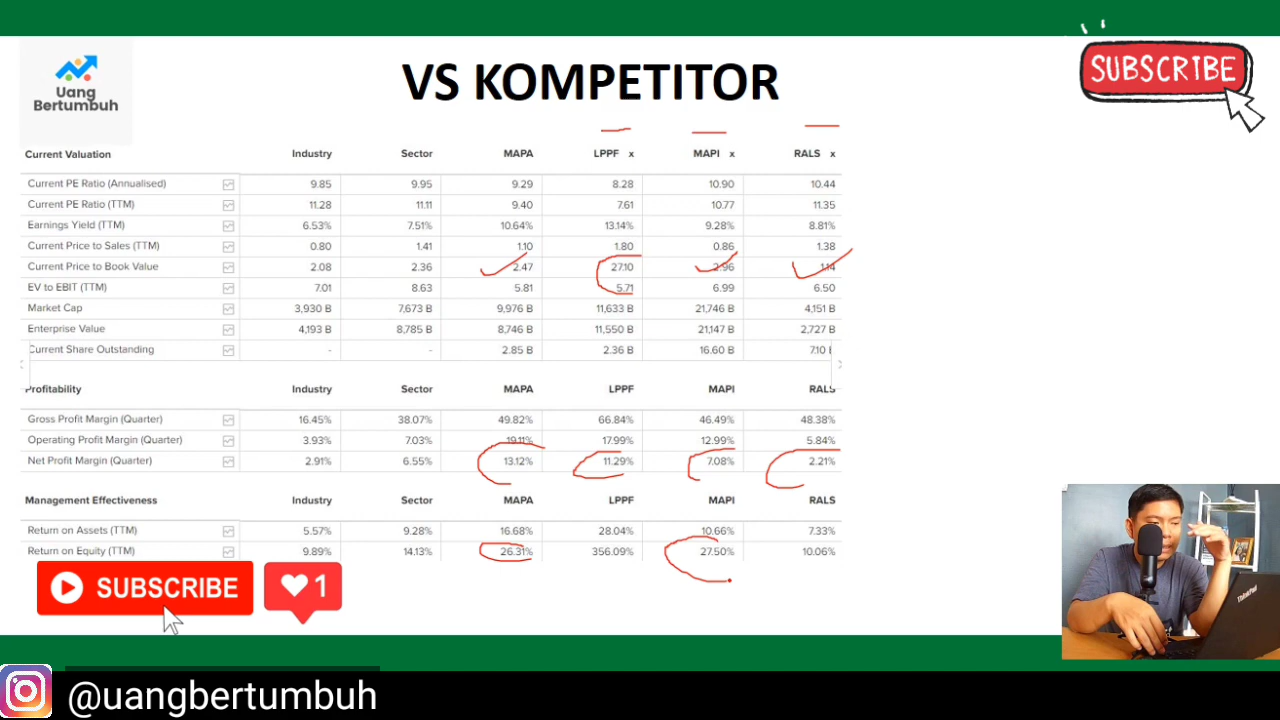 Uang
Bertumbuh
VS KOMPETITOR
SUBSCRIBE
Current Valuation Industry Sector MAPA LPPF x MAPI x RALS x
Current PE Ratio (Annualised) 9.85 9.95 9.29 8.28 10.90 10.44
Current PE Ratio (TTM) 11.28 11.11 9.40 7.61 10.77 11.35
Earnings Yield (TTM) 6.53% 7.51% 10.64% 13.14% 9.28% 8.81%
Current Price to Sales (TTM) 0.80 1.41 1.10 1.80 0.86 1.38
Current Price to Book Value 2.08 2.36 2.47 27.10 2.96 1.14
EV to EBIT (TTM) 7.01 8.63 5.81 5.71 6.99 6.50
Market Cap 3,930 B 7,673 B 9,976 B 11,633 B 21,746 B 4,151 B
Enterprise Value 4,193 B 8,785 B 8,746 B 11,550 B 21,147 B 2,727 B
Current Share Outstanding - - 2.85 B 2.36 B 16.60 B 7.10
Profitability Industry Sector MAPA LPPF MAPI RALS
Gross Profit Margin (Quarter) 16.45% 38.07% 49.82% 66.84% 46.49% 48.38%
Operating Profit Margin (Quarter) 3.93% 7.03% 19.11% 17.99% 12.99% 5.84%
Net Profit Margin (Quarter) 2.91% 6.55% 13.12% 11.29% 7.08% 2.21%
Management Effectiveness Industry Sector MAPA LPPF MAPI RALS
Return on Assets (TTM) 5.57% 9.28% 16.68% 28.04% 10.66% 7.33%
Return on Equity (TTM) 9.89% 14.13% 26.31% 356.09% 27.50% 10.06%
SUBSCRIBE
1
ThinkPad
@uangbertumbuh